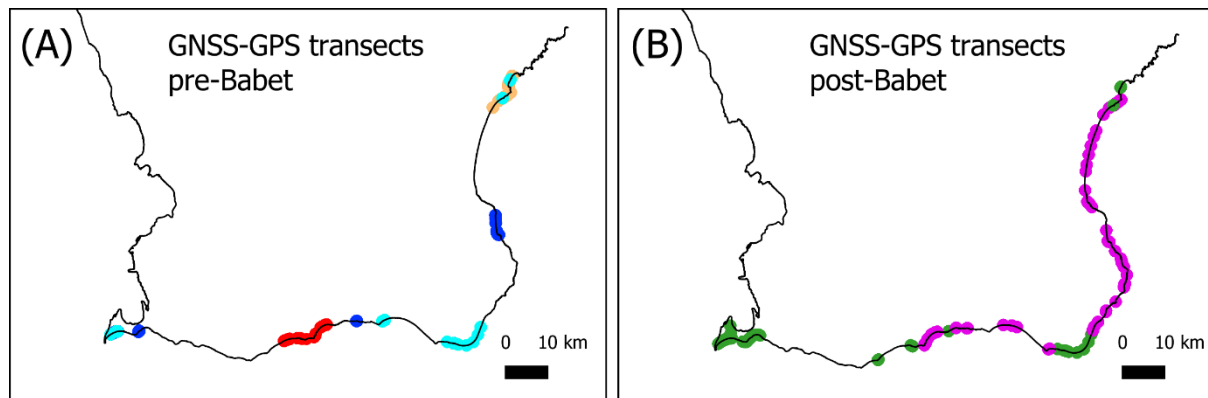 (A)
GNSS-GPS transects
pre-Babet
0 10 km
(B)
GNSS-GPS transects
post-Babet
0 10 km